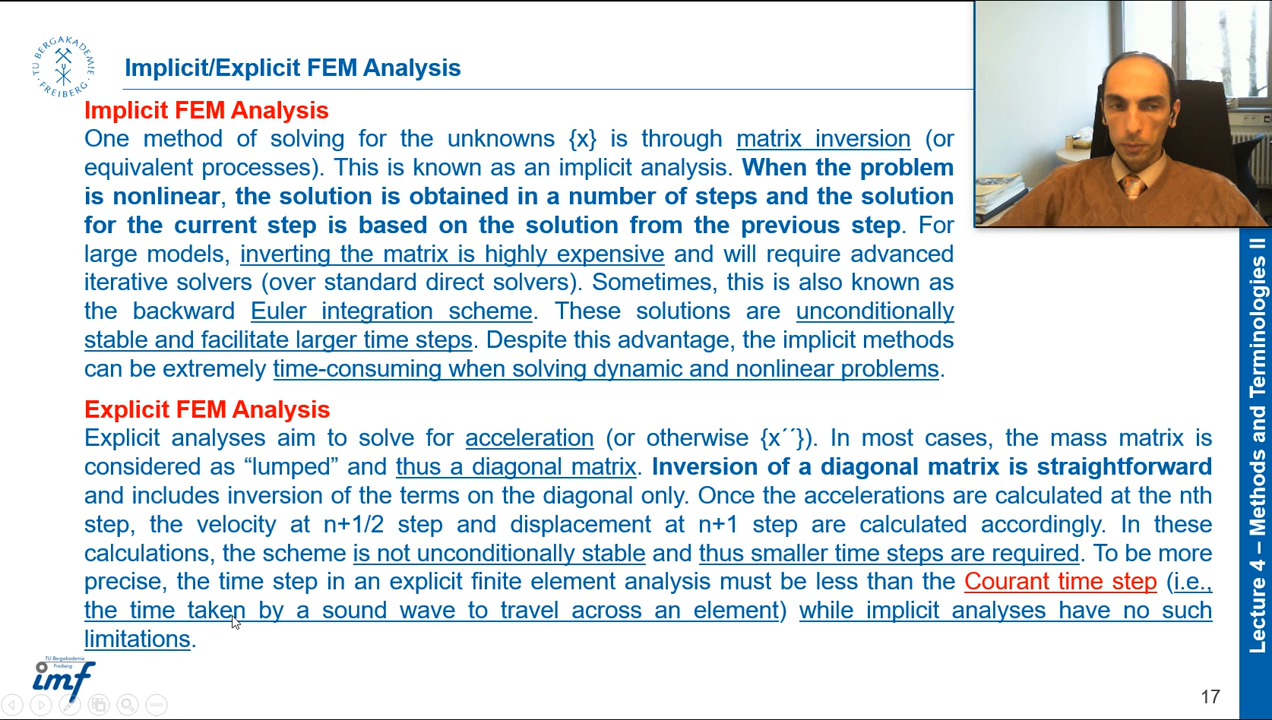 TU BERGAKADEMIE
FREIBERG
Implicit/Explicit FEM Analysis
Implicit FEM Analysis
One method of solving for the unknowns {x} is through matrix inversion (or
equivalent processes). This is known as an implicit analysis. When the problem
is nonlinear, the solution is obtained in a number of steps and the solution
for the current step is based on the solution from the previous step. For
large models, inverting the matrix is highly expensive and will require advanced
iterative solvers (over standard direct solvers). Sometimes, this is also known as
the backward Euler integration scheme. These solutions are unconditionally
stable and facilitate larger time steps. Despite this advantage, the implicit methods
can be extremely time-consuming when solving dynamic and nonlinear problems.
Explicit FEM Analysis
Explicit analyses aim to solve for acceleration (or otherwise {x´´}). In most cases, the mass matrix is
considered as “lumped” and thus a diagonal matrix. Inversion of a diagonal matrix is straightforward
and includes inversion of the terms on the diagonal only. Once the accelerations are calculated at the nth
step, the velocity at n+1/2 step and displacement at n+1 step are calculated accordingly. In these
calculations, the scheme is not unconditionally stable and thus smaller time steps are required. To be more
precise, the time step in an explicit finite element analysis must be less than the Courant time step (i.e.,
the time taken by a sound wave to travel across an element) while implicit analyses have no such
limitations.
TU Bergakademie
Freiberg
imf
17
Lecture 4 – Methods and Terminologies II